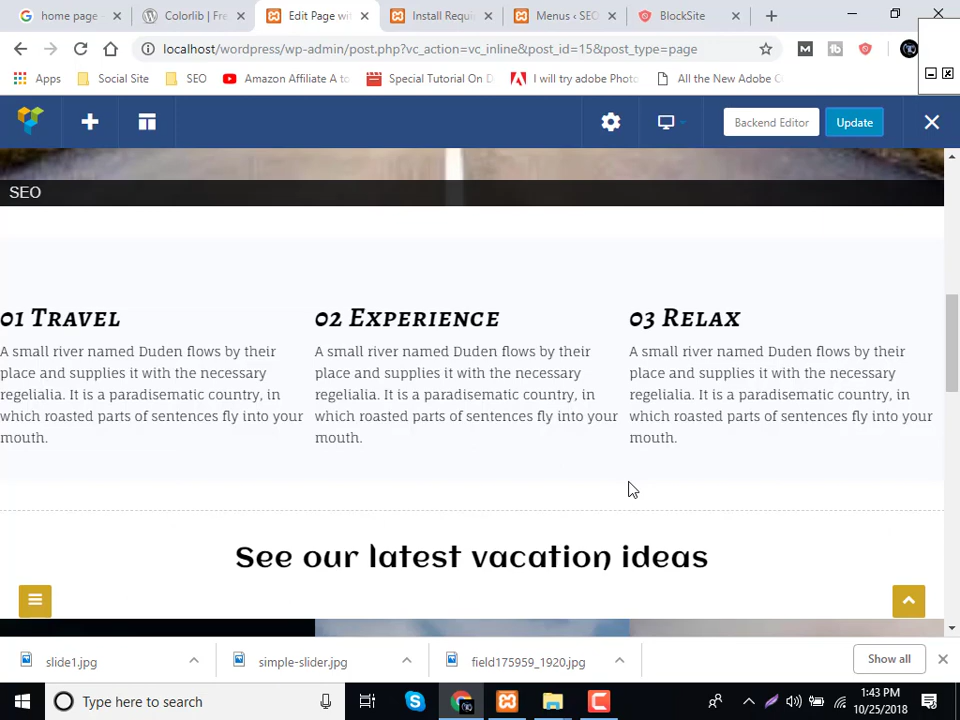 home page -
Colorlib | Fre
Edit Page wit
Install Requi
Menus ‹ SEO
BlockSite
localhost/wordpress/wp-admin/post.php?vc_action=vc_inline&post_id=15&post_type=page
Apps
Social Site
SEO
Amazon Affiliate A to
Special Tutorial On D
I will try adobe Photo
All the New Adobe C
Backend Editor
Update
SEO
01 Travel
A small river named Duden flows by their
place and supplies it with the necessary
regelialia. It is a paradisematic country, in
which roasted parts of sentences fly into your
mouth.
02 Experience
A small river named Duden flows by their
place and supplies it with the necessary
regelialia. It is a paradisematic country, in
which roasted parts of sentences fly into your
mouth.
03 Relax
A small river named Duden flows by their
place and supplies it with the necessary
regelialia. It is a paradisematic country, in
which roasted parts of sentences fly into your
mouth.
See our latest vacation ideas
slide1.jpg
simple-slider.jpg
field175959_1920.jpg
Show all
Type here to search
1:43 PM
10/25/2018